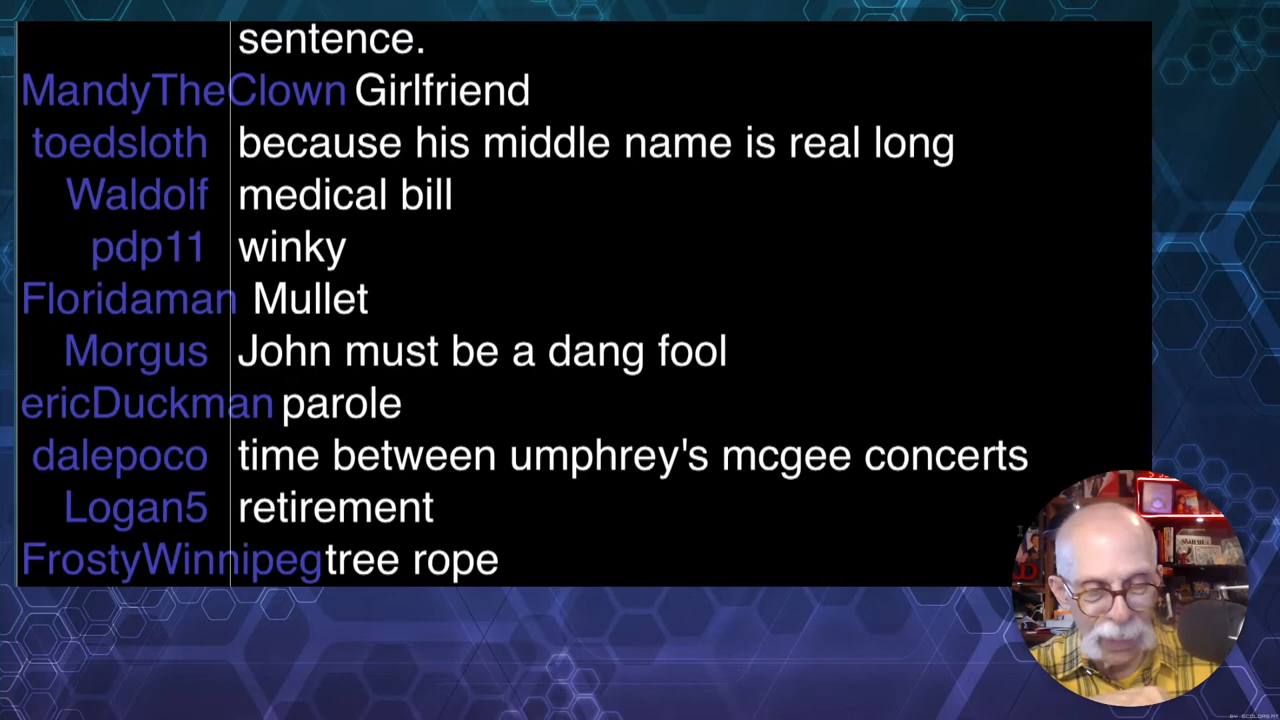 sentence.
MandyTheClown Girlfriend
toedsloth because his middle name is real long
Waldolf medical bill
pdp11 winky
Floridaman Mullet
Morgus John must be a dang fool
ericDuckman parole
dalepoco time between umphrey's mcgee concerts
Logan5 retirement
FrostyWinnipeg tree rope